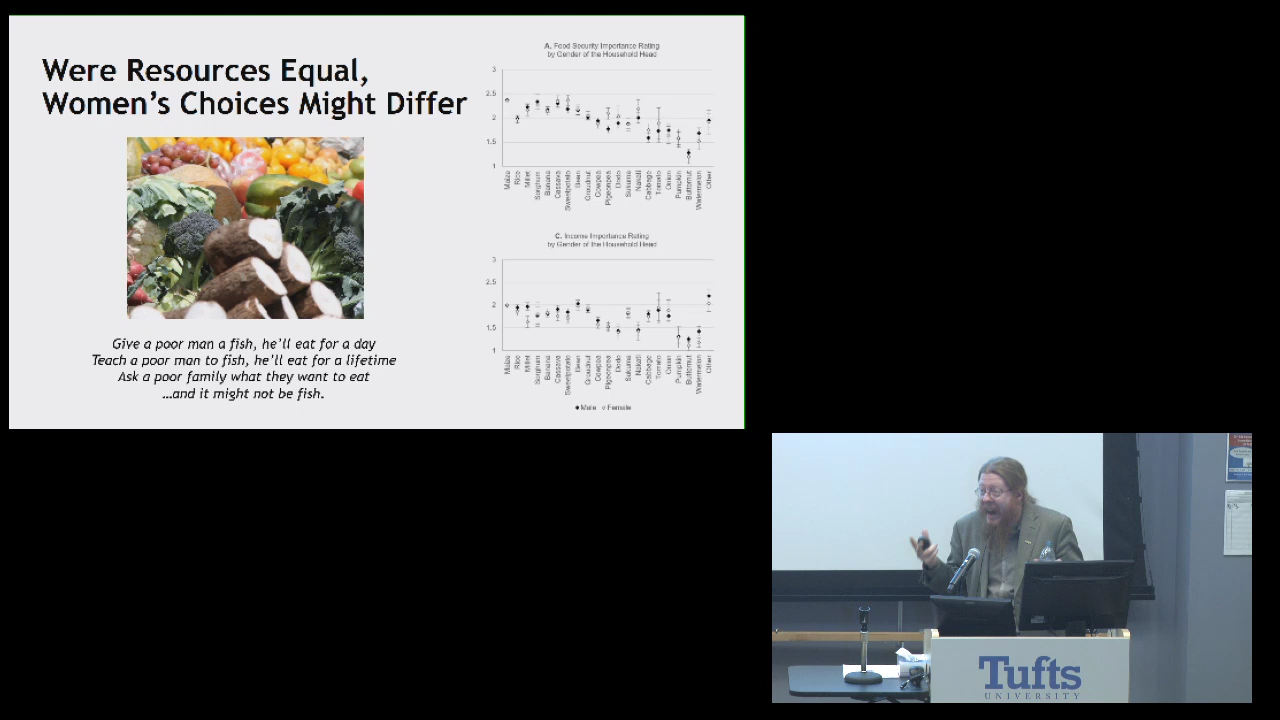 Were Resources Equal,
Women's Choices Might Differ
Give a poor man a fish, he'll eat for a day
Teach a poor man to fish, he'll eat for a lifetime
Ask a poor family what they want to eat
…and it might not be fish.
A. Food Security Importance Rating
by Gender of the Household Head
3
2.5
2
1.5
1
Maize
Rice
Millet
Sorghum
Banana
Cassava
Sweetpotato
Bean
Groudnut
Cowpea
Pigeonpea
Dodo
Sukuma
Nakati
Cabbage
Tomato
Onion
Pumpkin
Butternut
Watermelon
Other
C. Income Importance Rating
by Gender of the Household Head
3
2.5
2
1.5
1
Maize
Rice
Millet
Sorghum
Banana
Cassava
Sweetpotato
Bean
Groudnut
Cowpea
Pigeonpea
Dodo
Sukuma
Nakati
Cabbage
Tomato
Onion
Pumpkin
Butternut
Watermelon
Other
Male Female
Tufts
UNIVERSITY